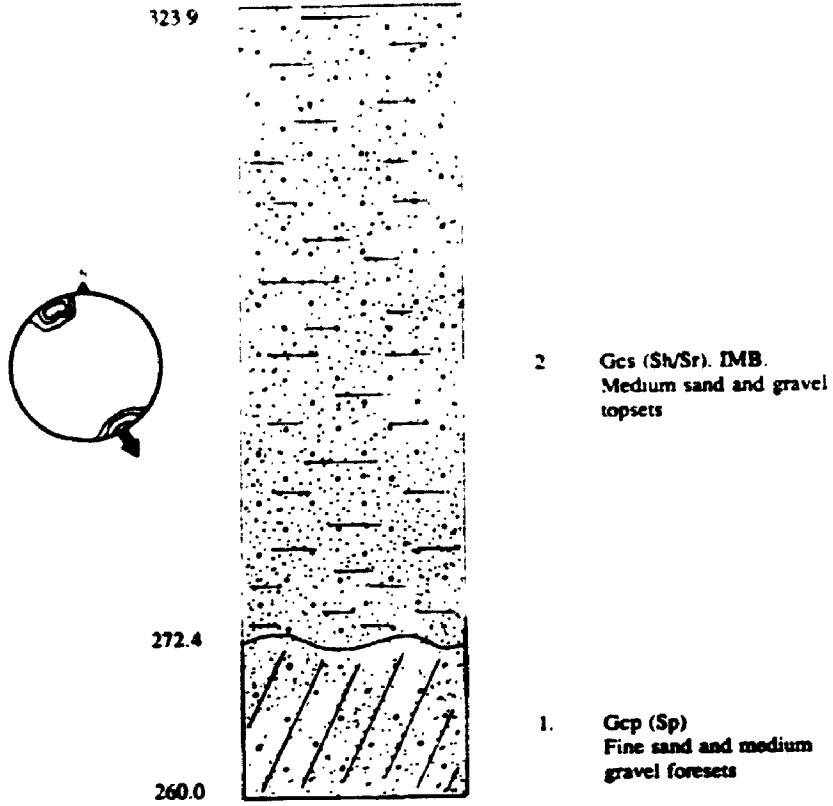 323.9
2 Gcs (Sh/Sr). IMB.
Medium sand and gravel
topsets
272.4
1. Gcp (Sp)
Fine sand and medium
gravel foresets
260.0